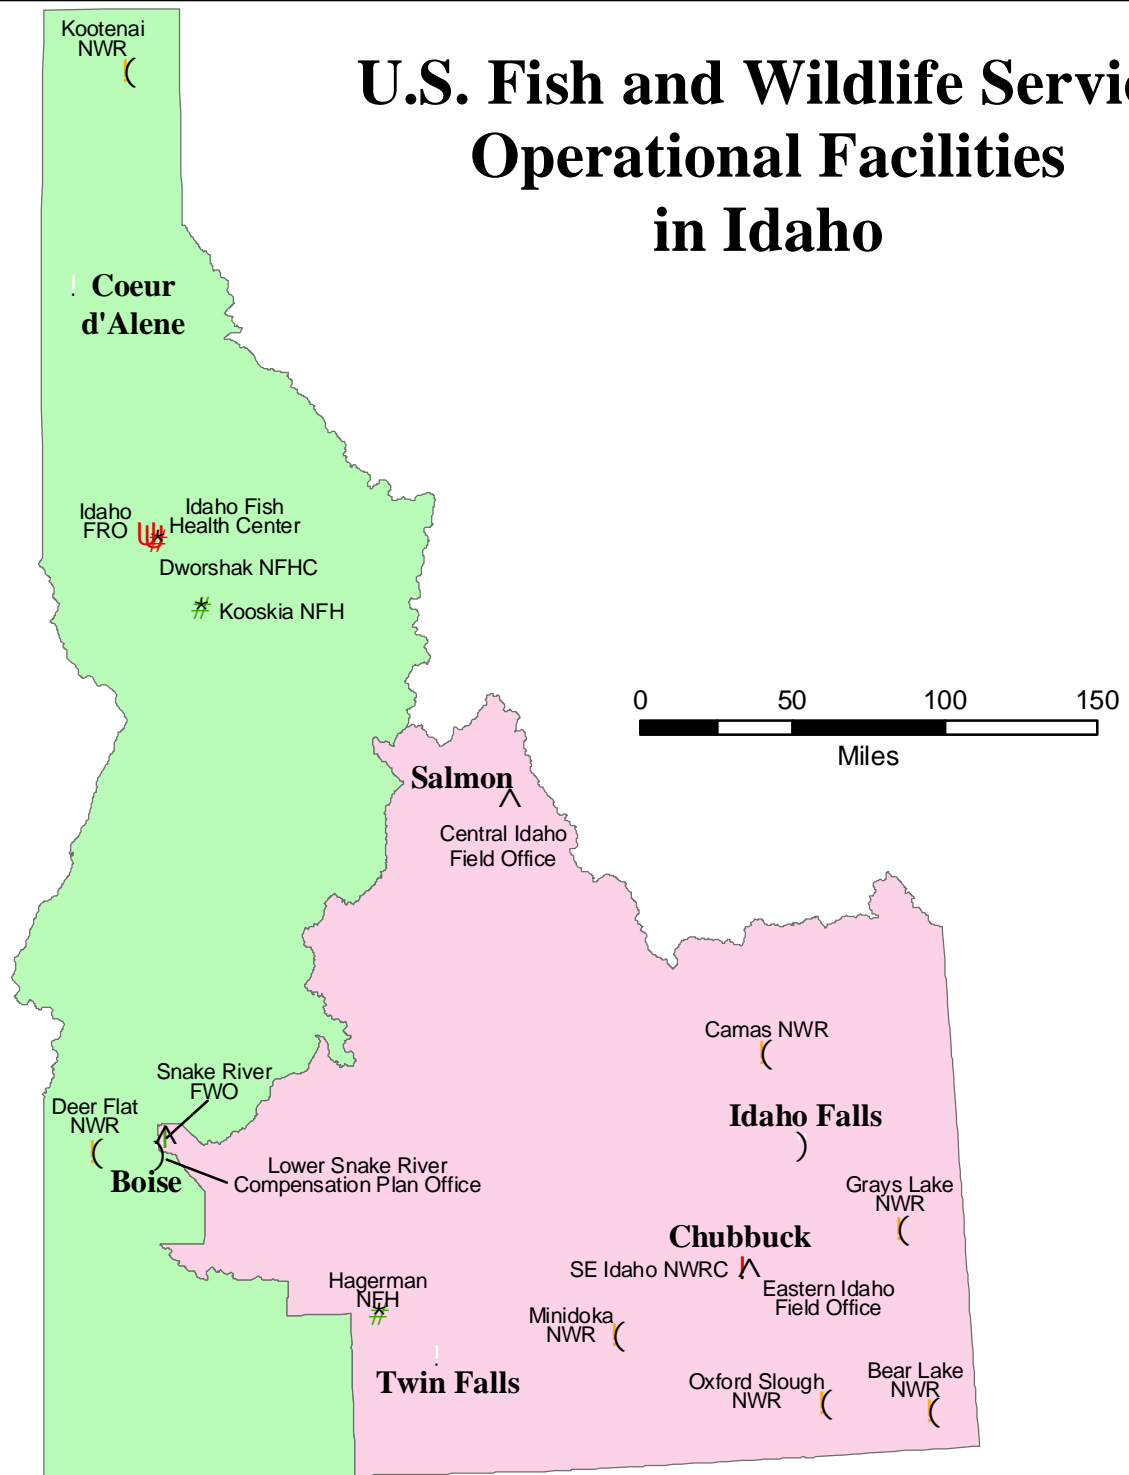 Kootenai
NWR
U.S. Fish and Wildlife Servic
Operational Facilities
in Idaho
Coeur
d'Alene
Idaho
FRO
Idaho Fish
Health Center
Dworshak NFHC
Kooskia NFH
0 50 100 150
Miles
Salmon
Central Idaho
Field Office
Camas NWR
Snake River
FWO
Deer Flat
NWR
Boise
Lower Snake River
Compensation Plan Office
Idaho Falls
Grays Lake
NWR
Chubbuck
SE Idaho NWRC
Eastern Idaho
Field Office
Hagerman
NFH
Minidoka
NWR
Twin Falls
Oxford Slough
NWR
Bear Lake
NWR